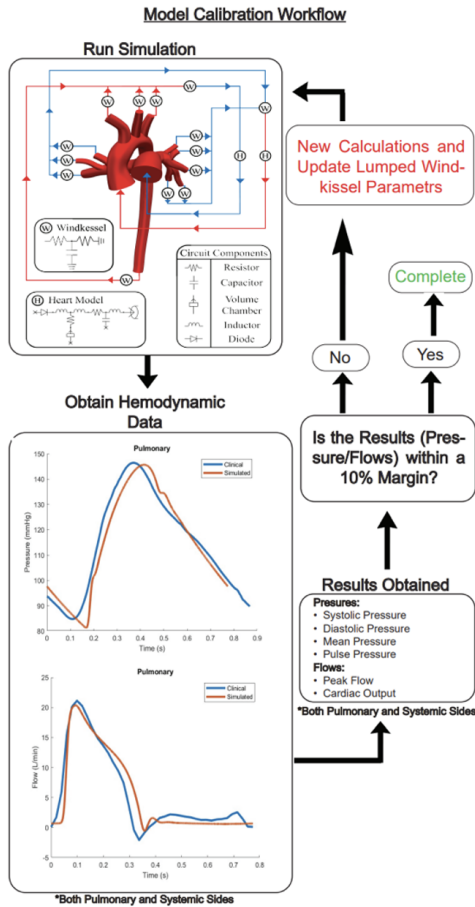 Model Calibration Workflow
Run Simulation
W
W
W
W
W
W
W
W
W
W
W
W
W
W
H
H
W
W Windkessel
H Heart Model
Circuit Components
Resistor
Capacitor
Volume
Chamber
Inductor
Diode
New Calculations and
Update Lumped Wind-
kissel Parametrs
Complete
No
Yes
Is the Results (Pres-
sure/Flows) within a
10% Margin?
Obtain Hemodynamic
Data
Pulmonary
Clinical
Simulated
Pressure (mmHg)
150
140
130
120
110
100
90
80
0
0.1
0.2
0.3
0.4
0.5
0.6
0.7
0.8
0.9
Time (s)
Pulmonary
Clinical
Simulated
Flow (L/min)
25
20
15
10
5
0
-5
0
0.1
0.2
0.3
0.4
0.5
0.6
0.7
0.8
Time (s)
*Both Pulmonary and Systemic Sides
Results Obtained
Presures:
• Systolic Pressure
• Diastolic Pressure
• Mean Pressure
• Pulse Pressure
Flows:
• Peak Flow
• Cardiac Output
*Both Pulmonary and Systemic Sides